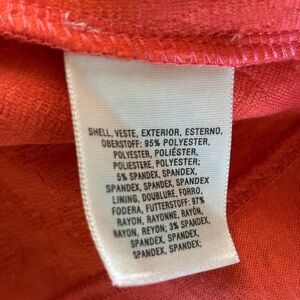 SHELL, VESTE, EXTERIOR, ESTERNO,
OBERSTOFF: 95% POLYESTER,
POLYESTER, POLIÉSTER,
POLIESTERE, POLYESTER;
5% SPANDEX, SPANDEX,
SPANDEX, SPANDEX, SPANDEX
LINING, DOUBLURE, FORRO,
FODERA, FUTTERSTOFF: 97%
RAYON, RAYONNE, RAYÓN,
RAYON, REYON; 3% SPANDEX,
SPANDEX, SPANDEX,
SPANDEX, SPANDEX;